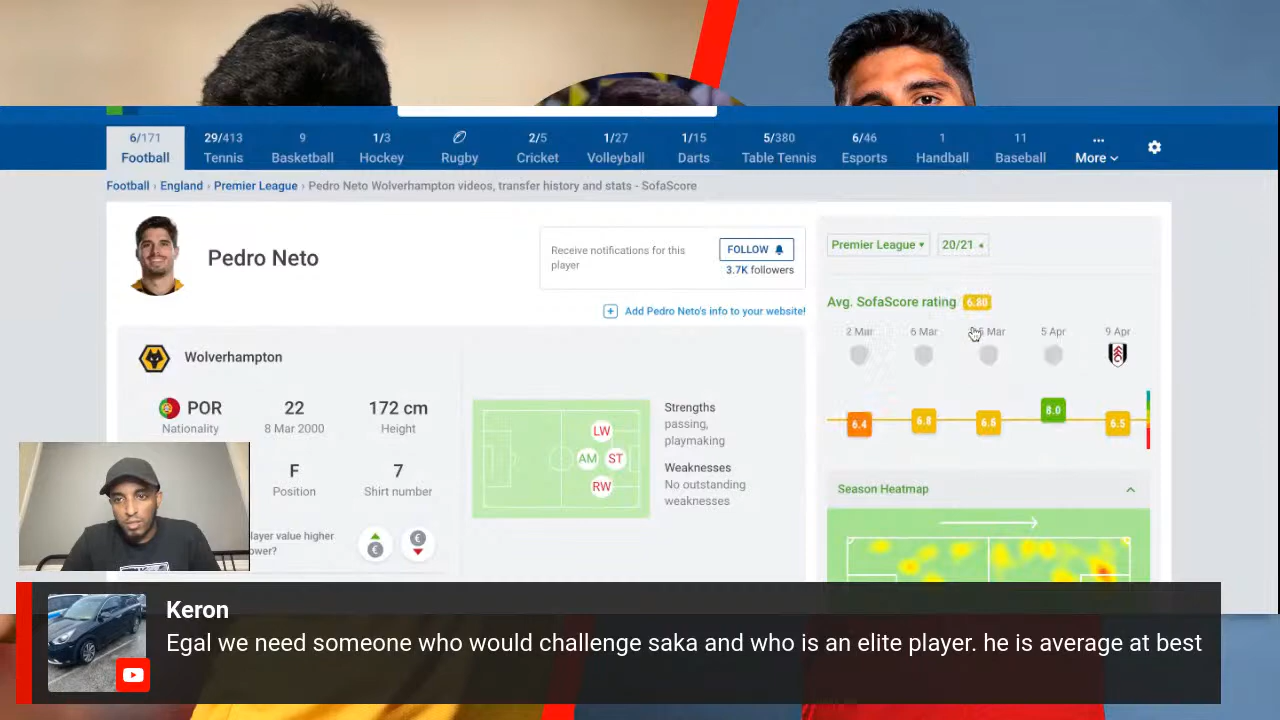 6/171
Football
29/413
Tennis
9
Basketball
1/3
Hockey
Rugby
2/5
Cricket
1/27
Volleyball
1/15
Darts
5/380
Table Tennis
6/46
Esports
1
Handball
11
Baseball
...
More
Football › England › Premier League › Pedro Neto Wolverhampton videos, transfer history and stats - SofaScore
Pedro Neto
Receive notifications for this
player
FOLLOW
3.7K followers
Add Pedro Neto's info to your website!
Wolverhampton
POR
Nationality
22
8 Mar 2000
172 cm
Height
F
Position
7
Shirt number
layer value higher
ower?
LW
AM
ST
RW
Strengths
passing,
playmaking
Weaknesses
No outstanding
weaknesses
Premier League
20/21
Avg. SofaScore rating 6.80
2 Mar
6 Mar
Mar
5 Apr
9 Apr
6.4
6.8
6.6
8.0
6.5
Season Heatmap
Keron
Egal we need someone who would challenge saka and who is an elite player. he is average at best